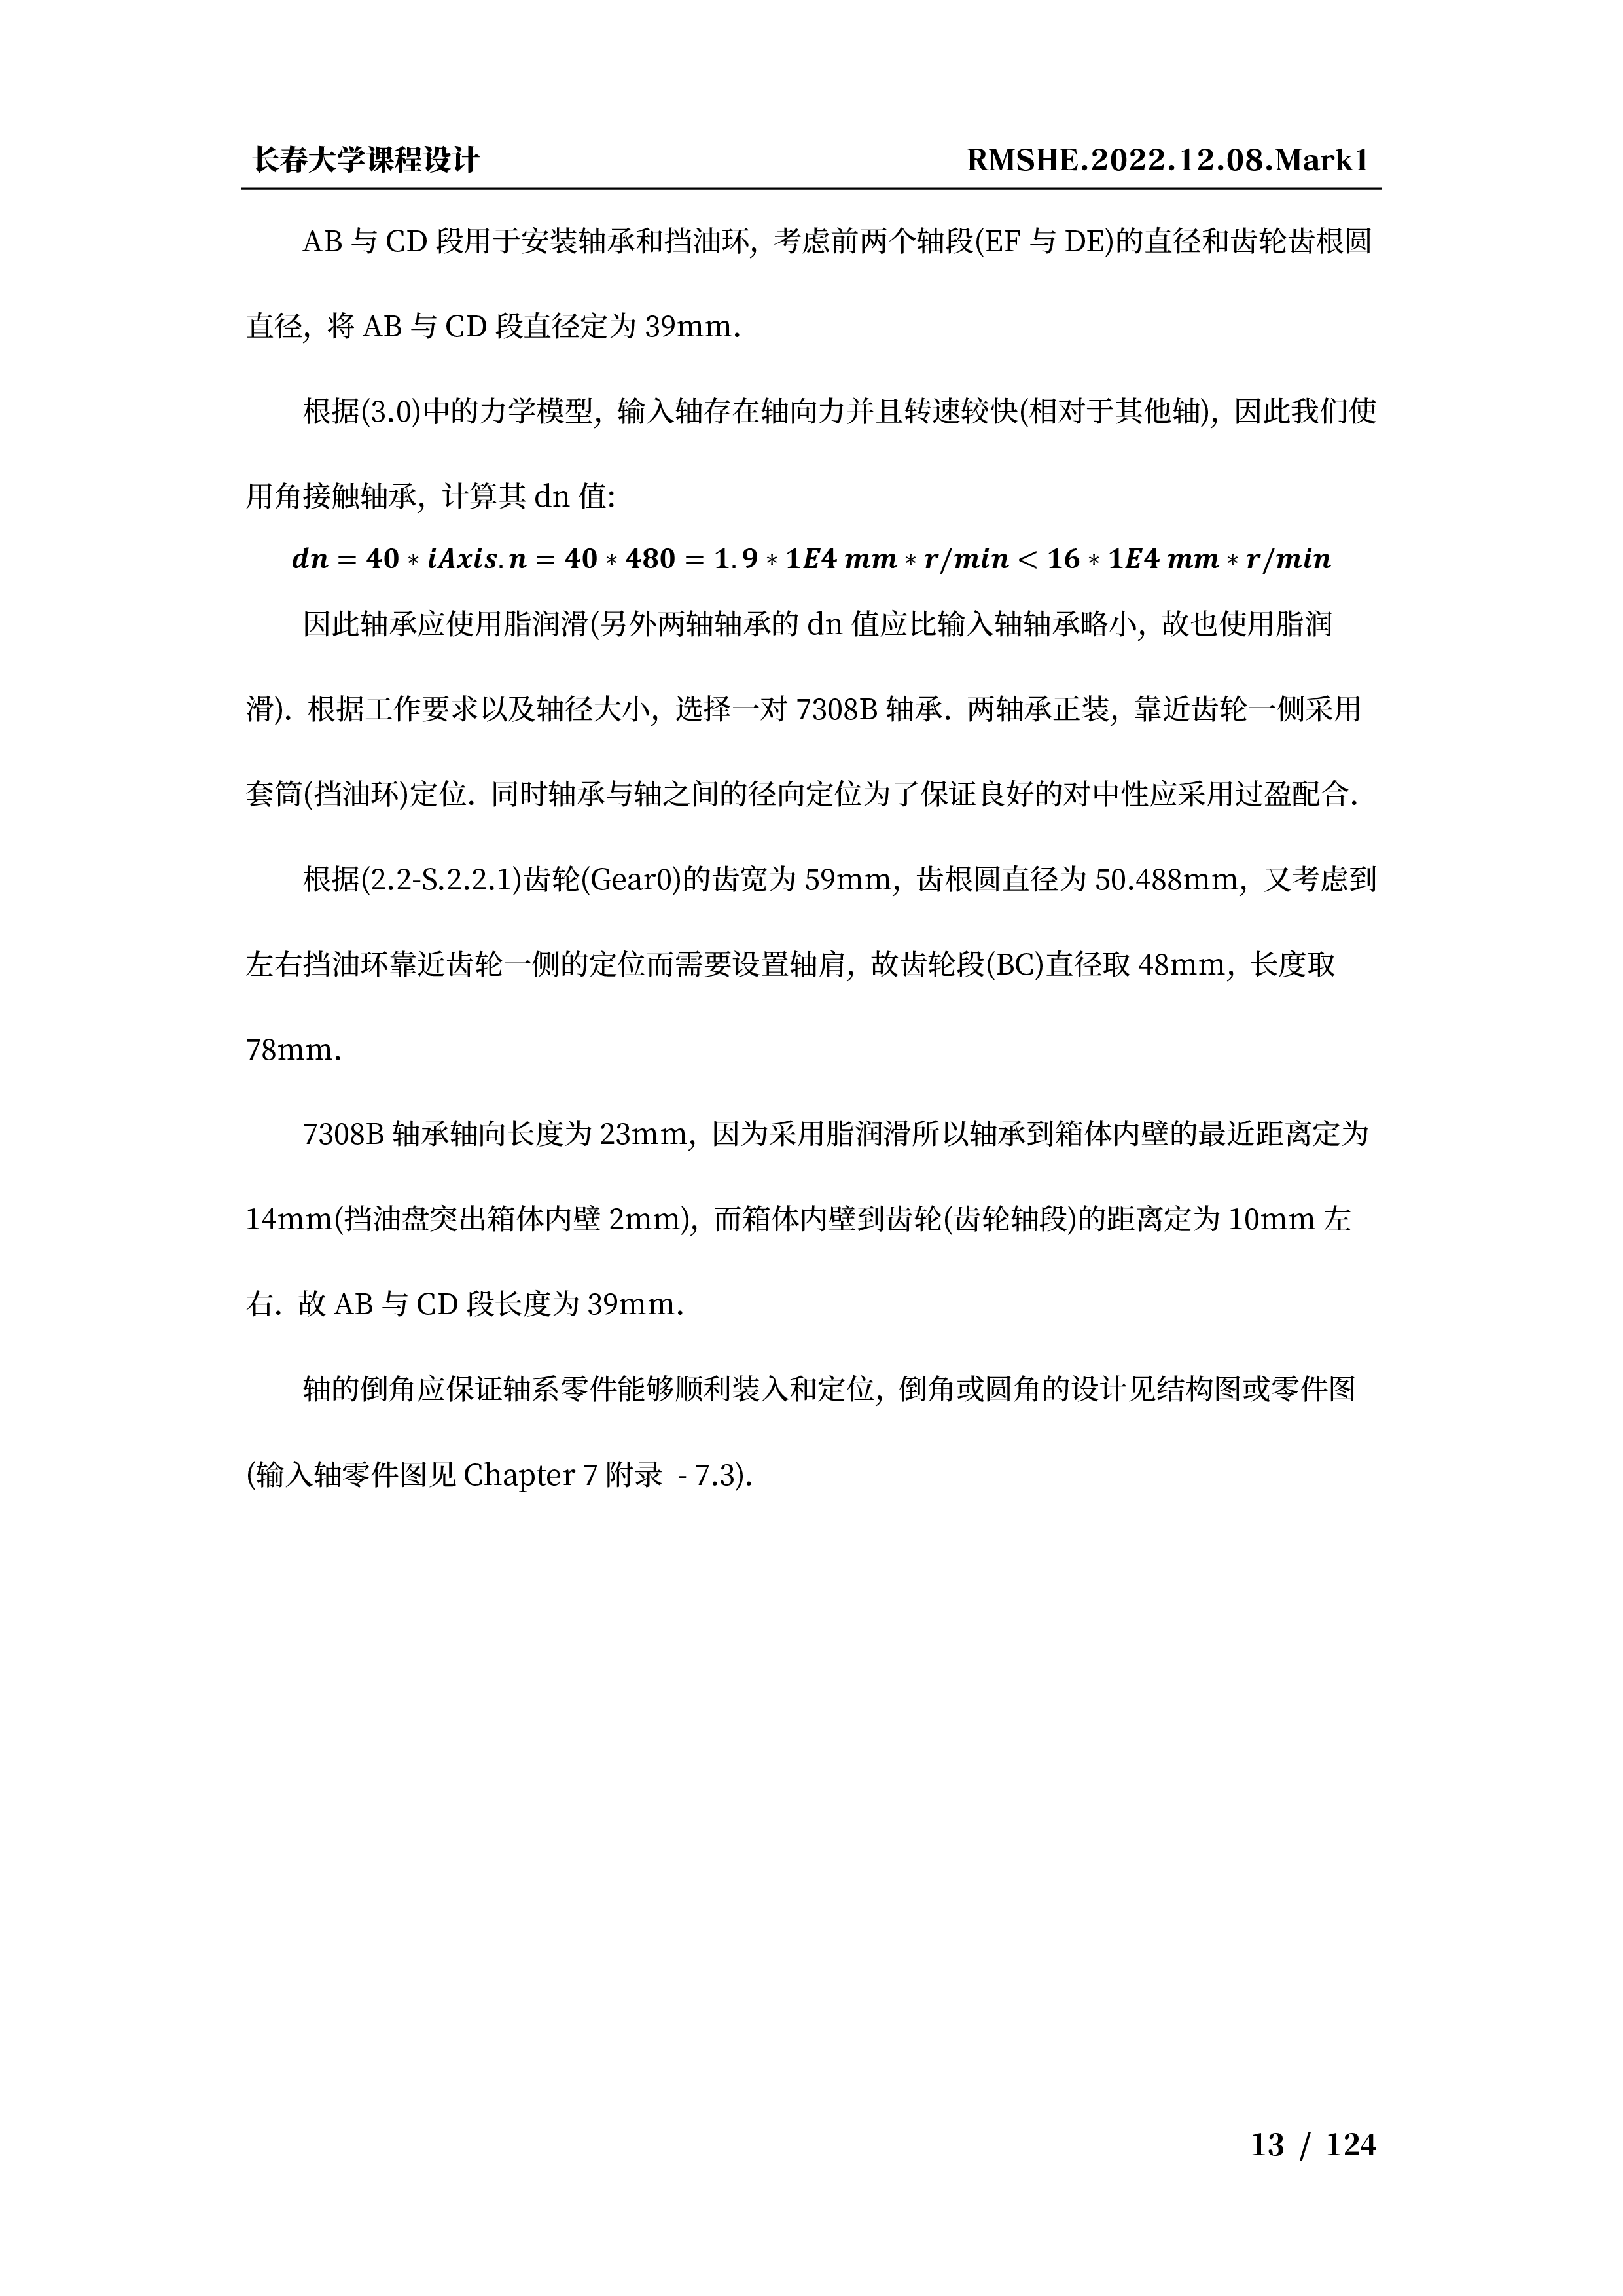 长春大学课程设计 RMSHE.2022.12.08.Mark1
AB 与 CD 段用于安装轴承和挡油环, 考虑前两个轴段(EF 与 DE)的直径和齿轮齿根圆
直径, 将 AB 与 CD 段直径定为 39mm.
根据(3.0)中的力学模型, 输入轴存在轴向力并且转速较快(相对于其他轴), 因此我们使
用角接触轴承, 计算其 dn 值:
dn = 40 ∗ iAxis.n = 40 ∗ 480 = 1.9 ∗ 1E4 mm ∗ r/min < 16 ∗ 1E4 mm ∗ r/min
因此轴承应使用脂润滑(另外两轴轴承的 dn 值应比输入轴轴承略小, 故也使用脂润
滑). 根据工作要求以及轴径大小, 选择一对 7308B 轴承. 两轴承正装, 靠近齿轮一侧采用
套筒(挡油环)定位. 同时轴承与轴之间的径向定位为了保证良好的对中性应采用过盈配合.
根据(2.2-S.2.2.1)齿轮(Gear0)的齿宽为 59mm, 齿根圆直径为 50.488mm, 又考虑到
左右挡油环靠近齿轮一侧的定位而需要设置轴肩, 故齿轮段(BC)直径取 48mm, 长度取
78mm.
7308B 轴承轴向长度为 23mm, 因为采用脂润滑所以轴承到箱体内壁的最近距离定为
14mm(挡油盘突出箱体内壁 2mm), 而箱体内壁到齿轮(齿轮轴段)的距离定为 10mm 左
右. 故 AB 与 CD 段长度为 39mm.
轴的倒角应保证轴系零件能够顺利装入和定位, 倒角或圆角的设计见结构图或零件图
(输入轴零件图见 Chapter 7 附录 - 7.3).
13 / 124